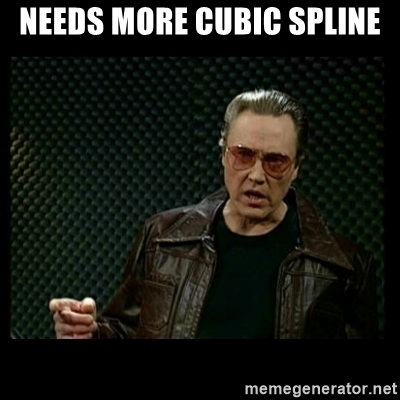 NEEDS MORE CUBIC SPLINE
memegenerator.net